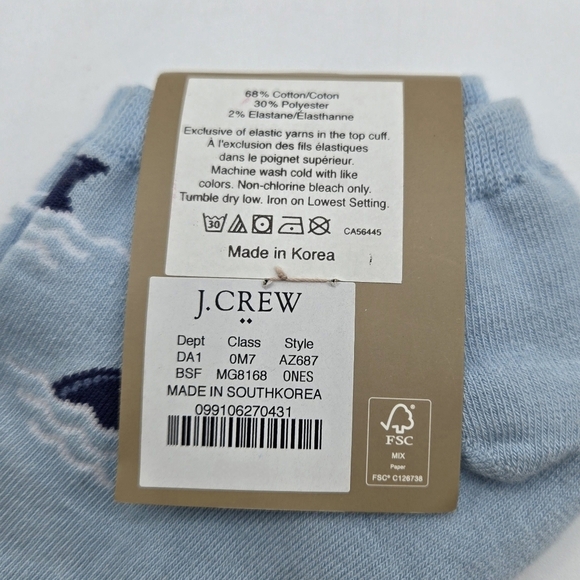 68% Cotton/Coton
30% Polyester
2% Elastane/Élasthanne
Exclusive of elastic yarns in the top cuff.
À l'exclusion des fils élastiques
dans le poignet supérieur.
Machine wash cold with like
colors. Non-chlorine bleach only.
Tumble dry low. Iron on Lowest Setting.
30 CA56445
Made in Korea
J.CREW
Dept Class Style
DA1 0M7 AZ687
BSF MG8168 0NES
MADE IN SOUTHKOREA
099106270431
FSC
MIX
Paper
FSC® C126738